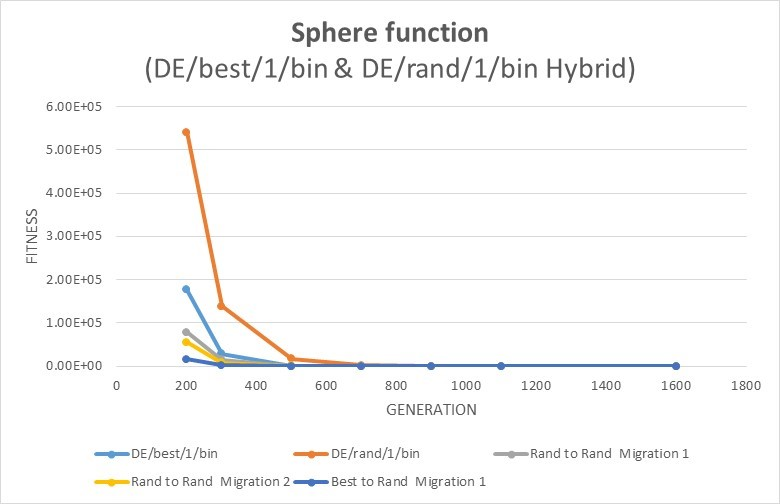 Sphere function
(DE/best/1/bin & DE/rand/1/bin Hybrid)
6.00E+05
5.00E+05
4.00E+05
3.00E+05
2.00E+05
1.00E+05
0.00E+00
FITNESS
0 200 400 600 800 1000 1200 1400 1600 1800
GENERATION
DE/best/1/bin DE/rand/1/bin Rand to Rand Migration 1
Rand to Rand Migration 2 Best to Rand Migration 1